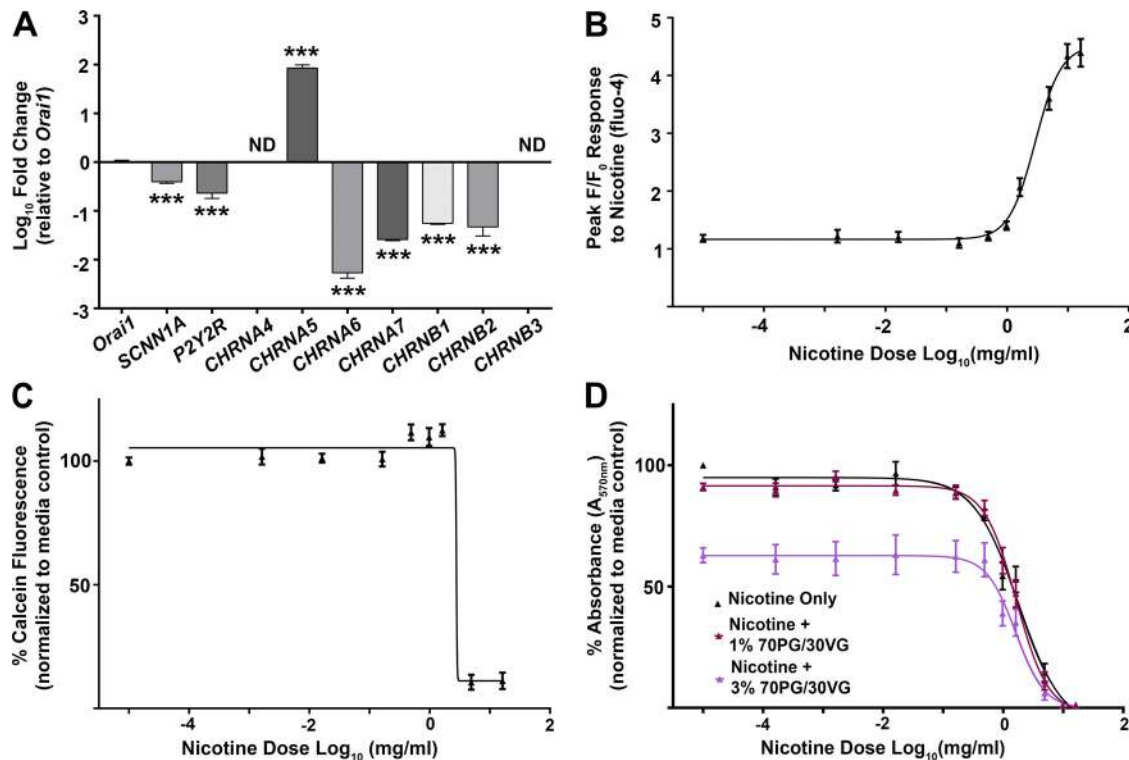 A
Log10 Fold Change
(relative to Orai1)
3
2
1
0
-1
-2
-3
***
***
***
ND
***
***
***
***
ND
Orai1
SCNN1A
P2Y2R
CHRNA4
CHRNA5
CHRNA6
CHRNA7
CHRNB1
CHRNB2
CHRNB3
B
Peak F/F0 Response
to Nicotine (fluo-4)
5
4
3
2
1
-4
-2
0
2
Nicotine Dose Log10(mg/ml)
C
% Calcein Fluorescence
(normalized to media control)
100
50
-4
-2
0
2
Nicotine Dose Log10 (mg/ml)
D
% Absorbance (A570nm)
(normalized to media control)
100
50
Nicotine Only
Nicotine +
1% 70PG/30VG
Nicotine +
3% 70PG/30VG
-4
-2
0
2
Nicotine Dose Log10(mg/ml)